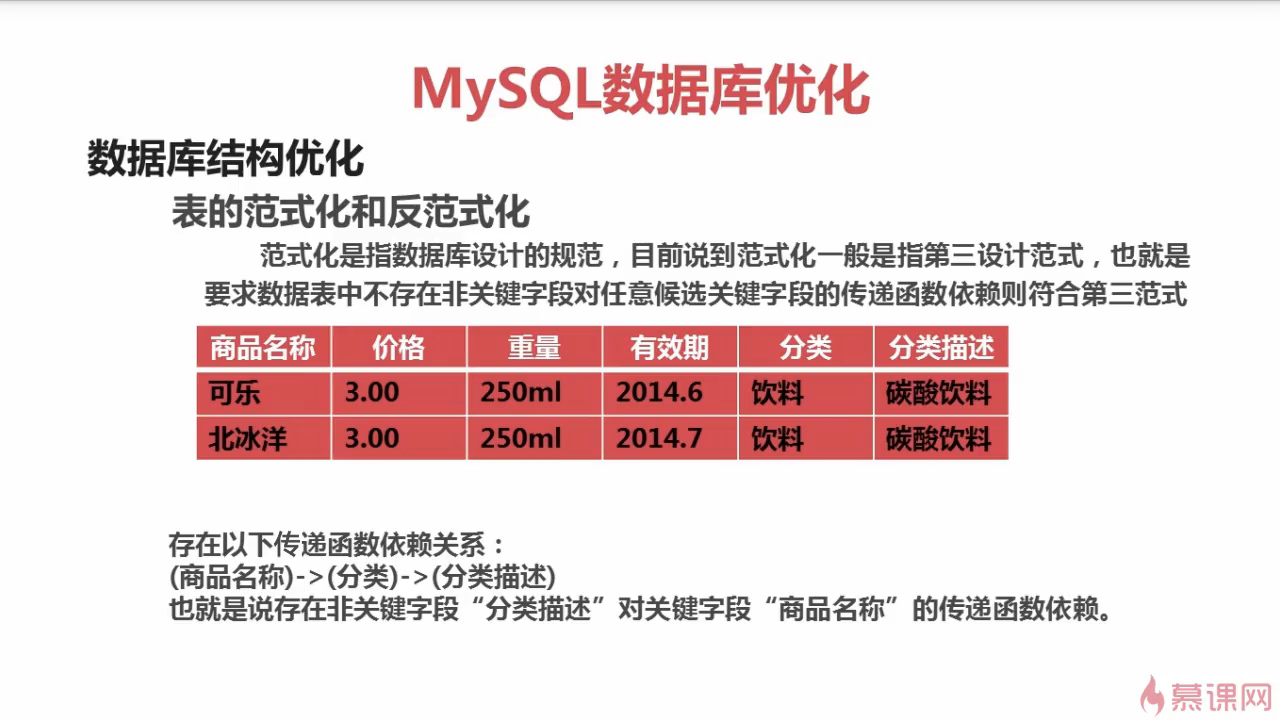 MySQL数据库优化
数据库结构优化
表的范式化和反范式化
范式化是指数据库设计的规范，目前说到范式化一般是指第三设计范式，也就是
要求数据表中不存在非关键字段对任意候选关键字段的传递函数依赖则符合第三范式
商品名称 价格 重量 有效期 分类 分类描述
可乐 3.00 250ml 2014.6 饮料 碳酸饮料
北冰洋 3.00 250ml 2014.7 饮料 碳酸饮料
存在以下传递函数依赖关系：
(商品名称)->(分类)->(分类描述)
也就是说存在非关键字段“分类描述”对关键字段“商品名称”的传递函数依赖。
慕课网